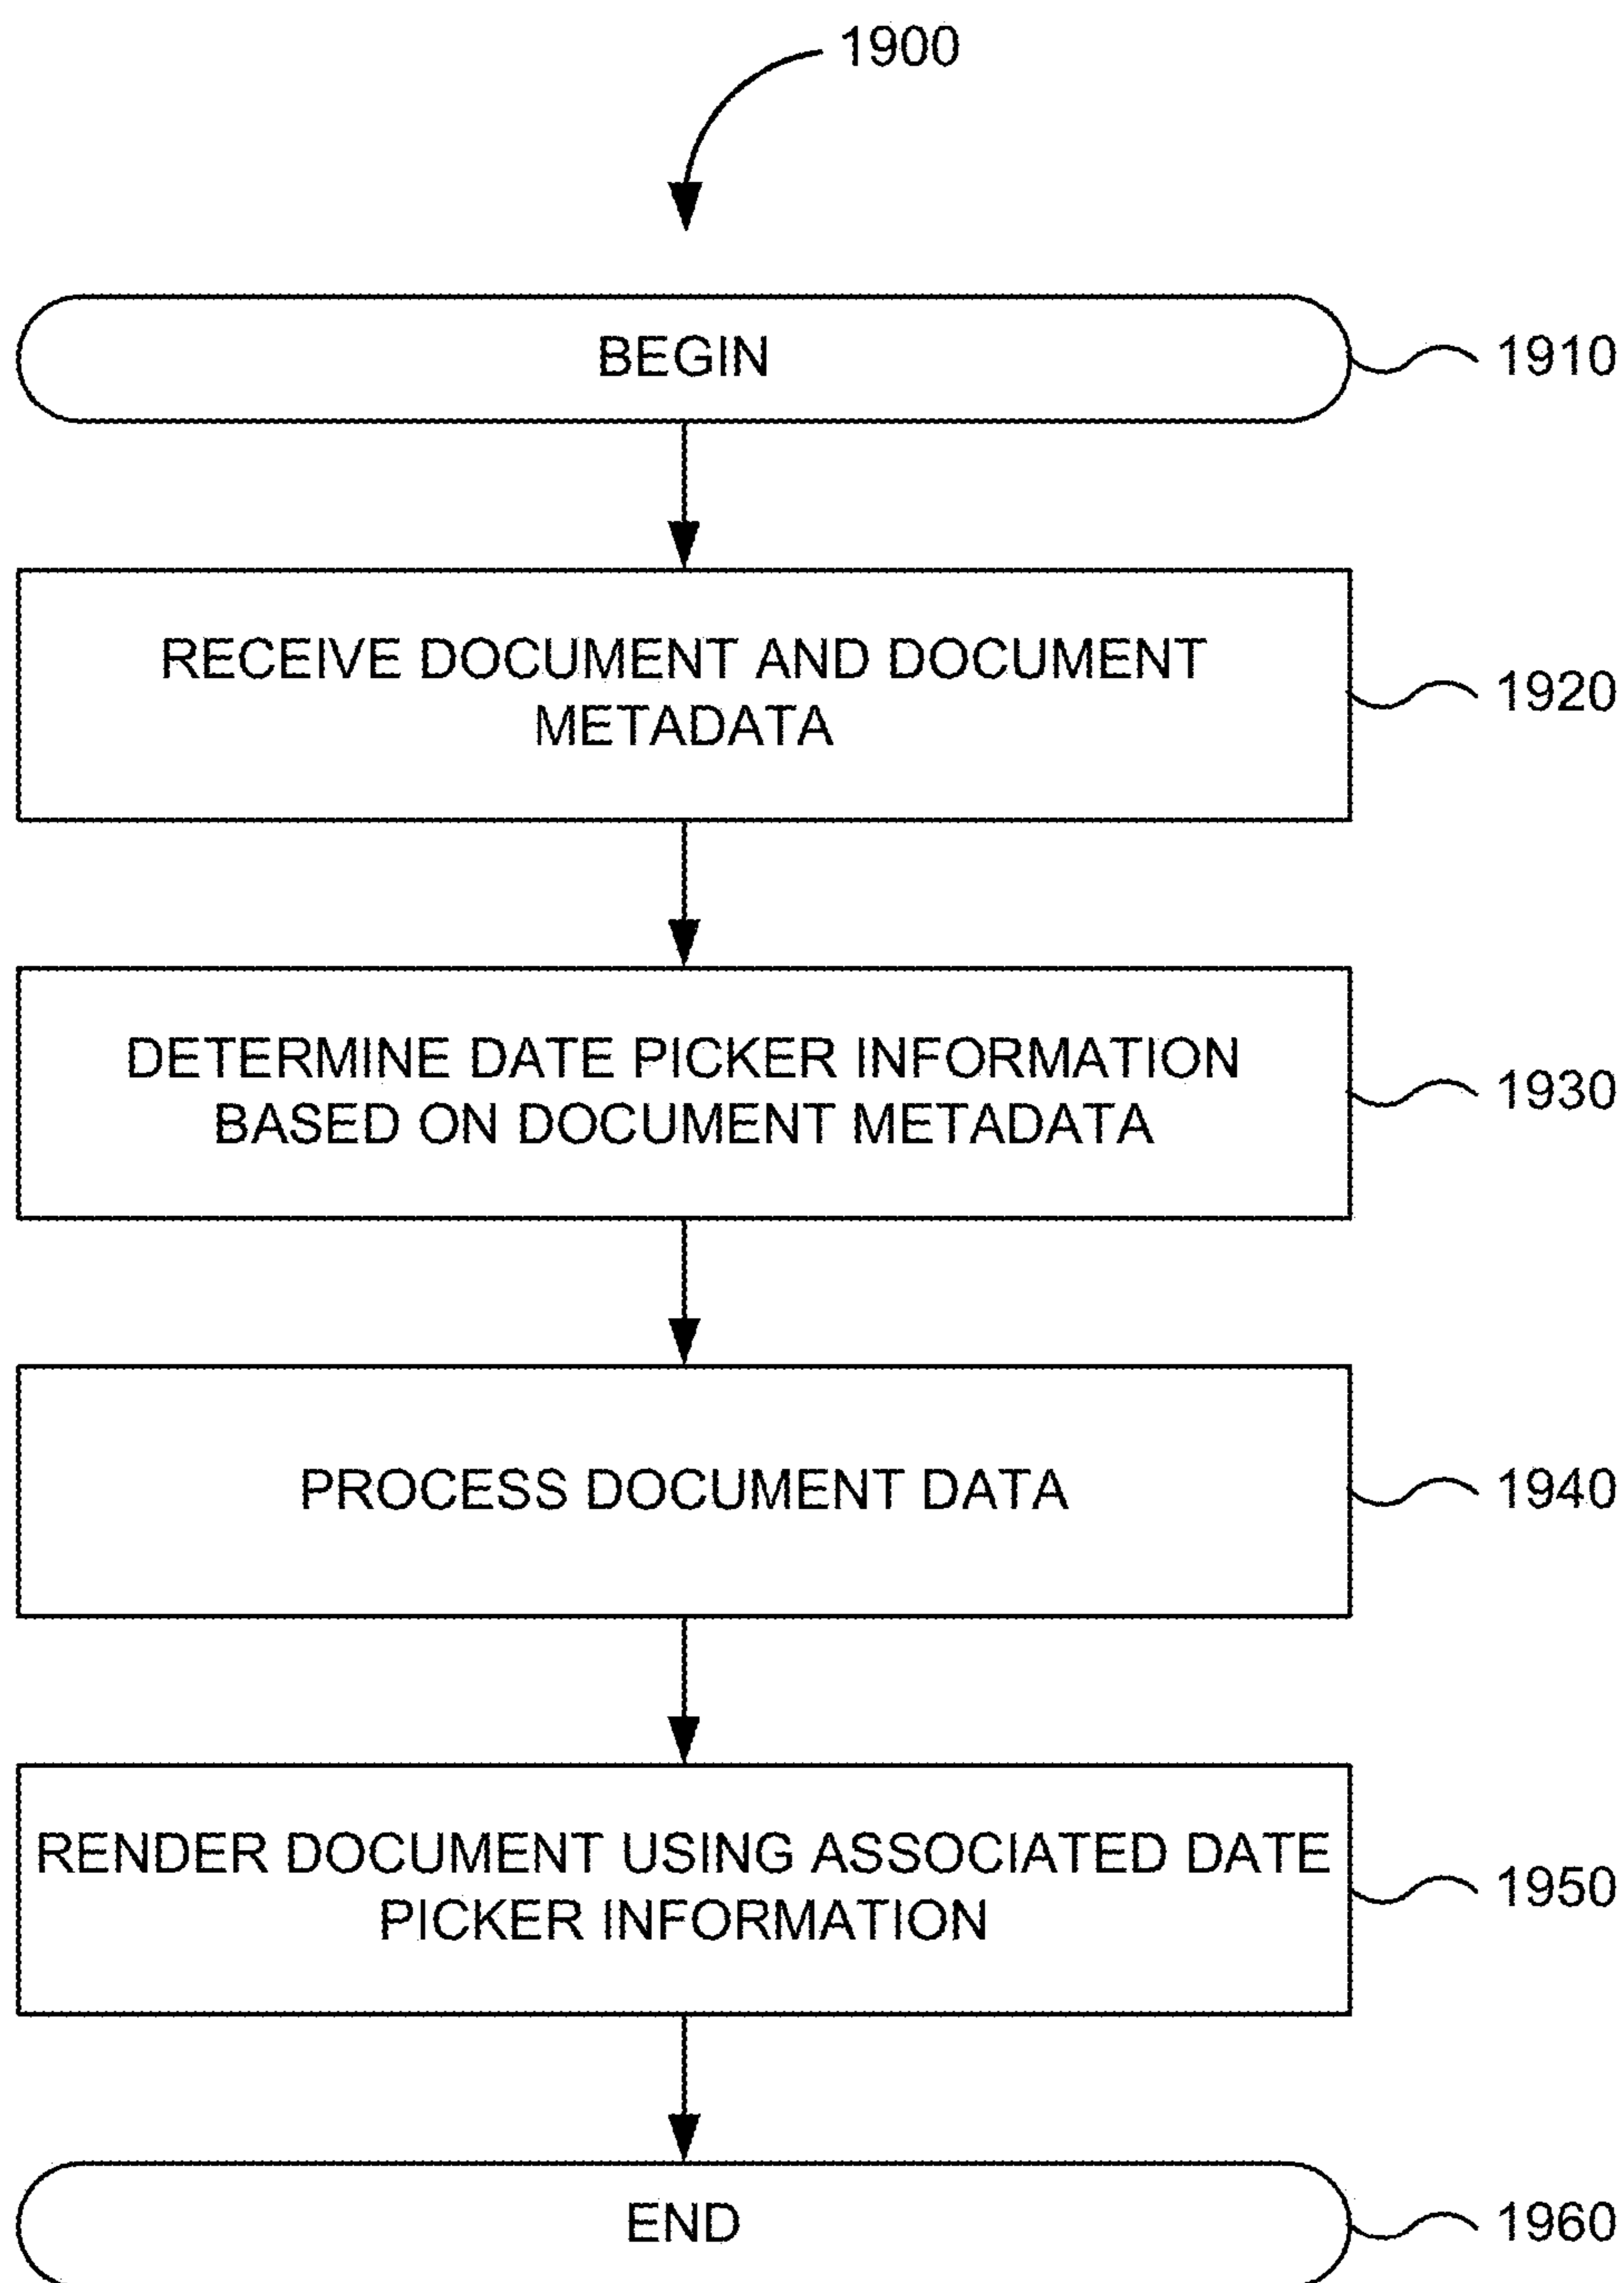 1900
BEGIN
1910
RECEIVE DOCUMENT AND DOCUMENT
METADATA
1920
DETERMINE DATE PICKER INFORMATION
BASED ON DOCUMENT METADATA
1930
PROCESS DOCUMENT DATA
1940
RENDER DOCUMENT USING ASSOCIATED DATE
PICKER INFORMATION
1950
END
1960